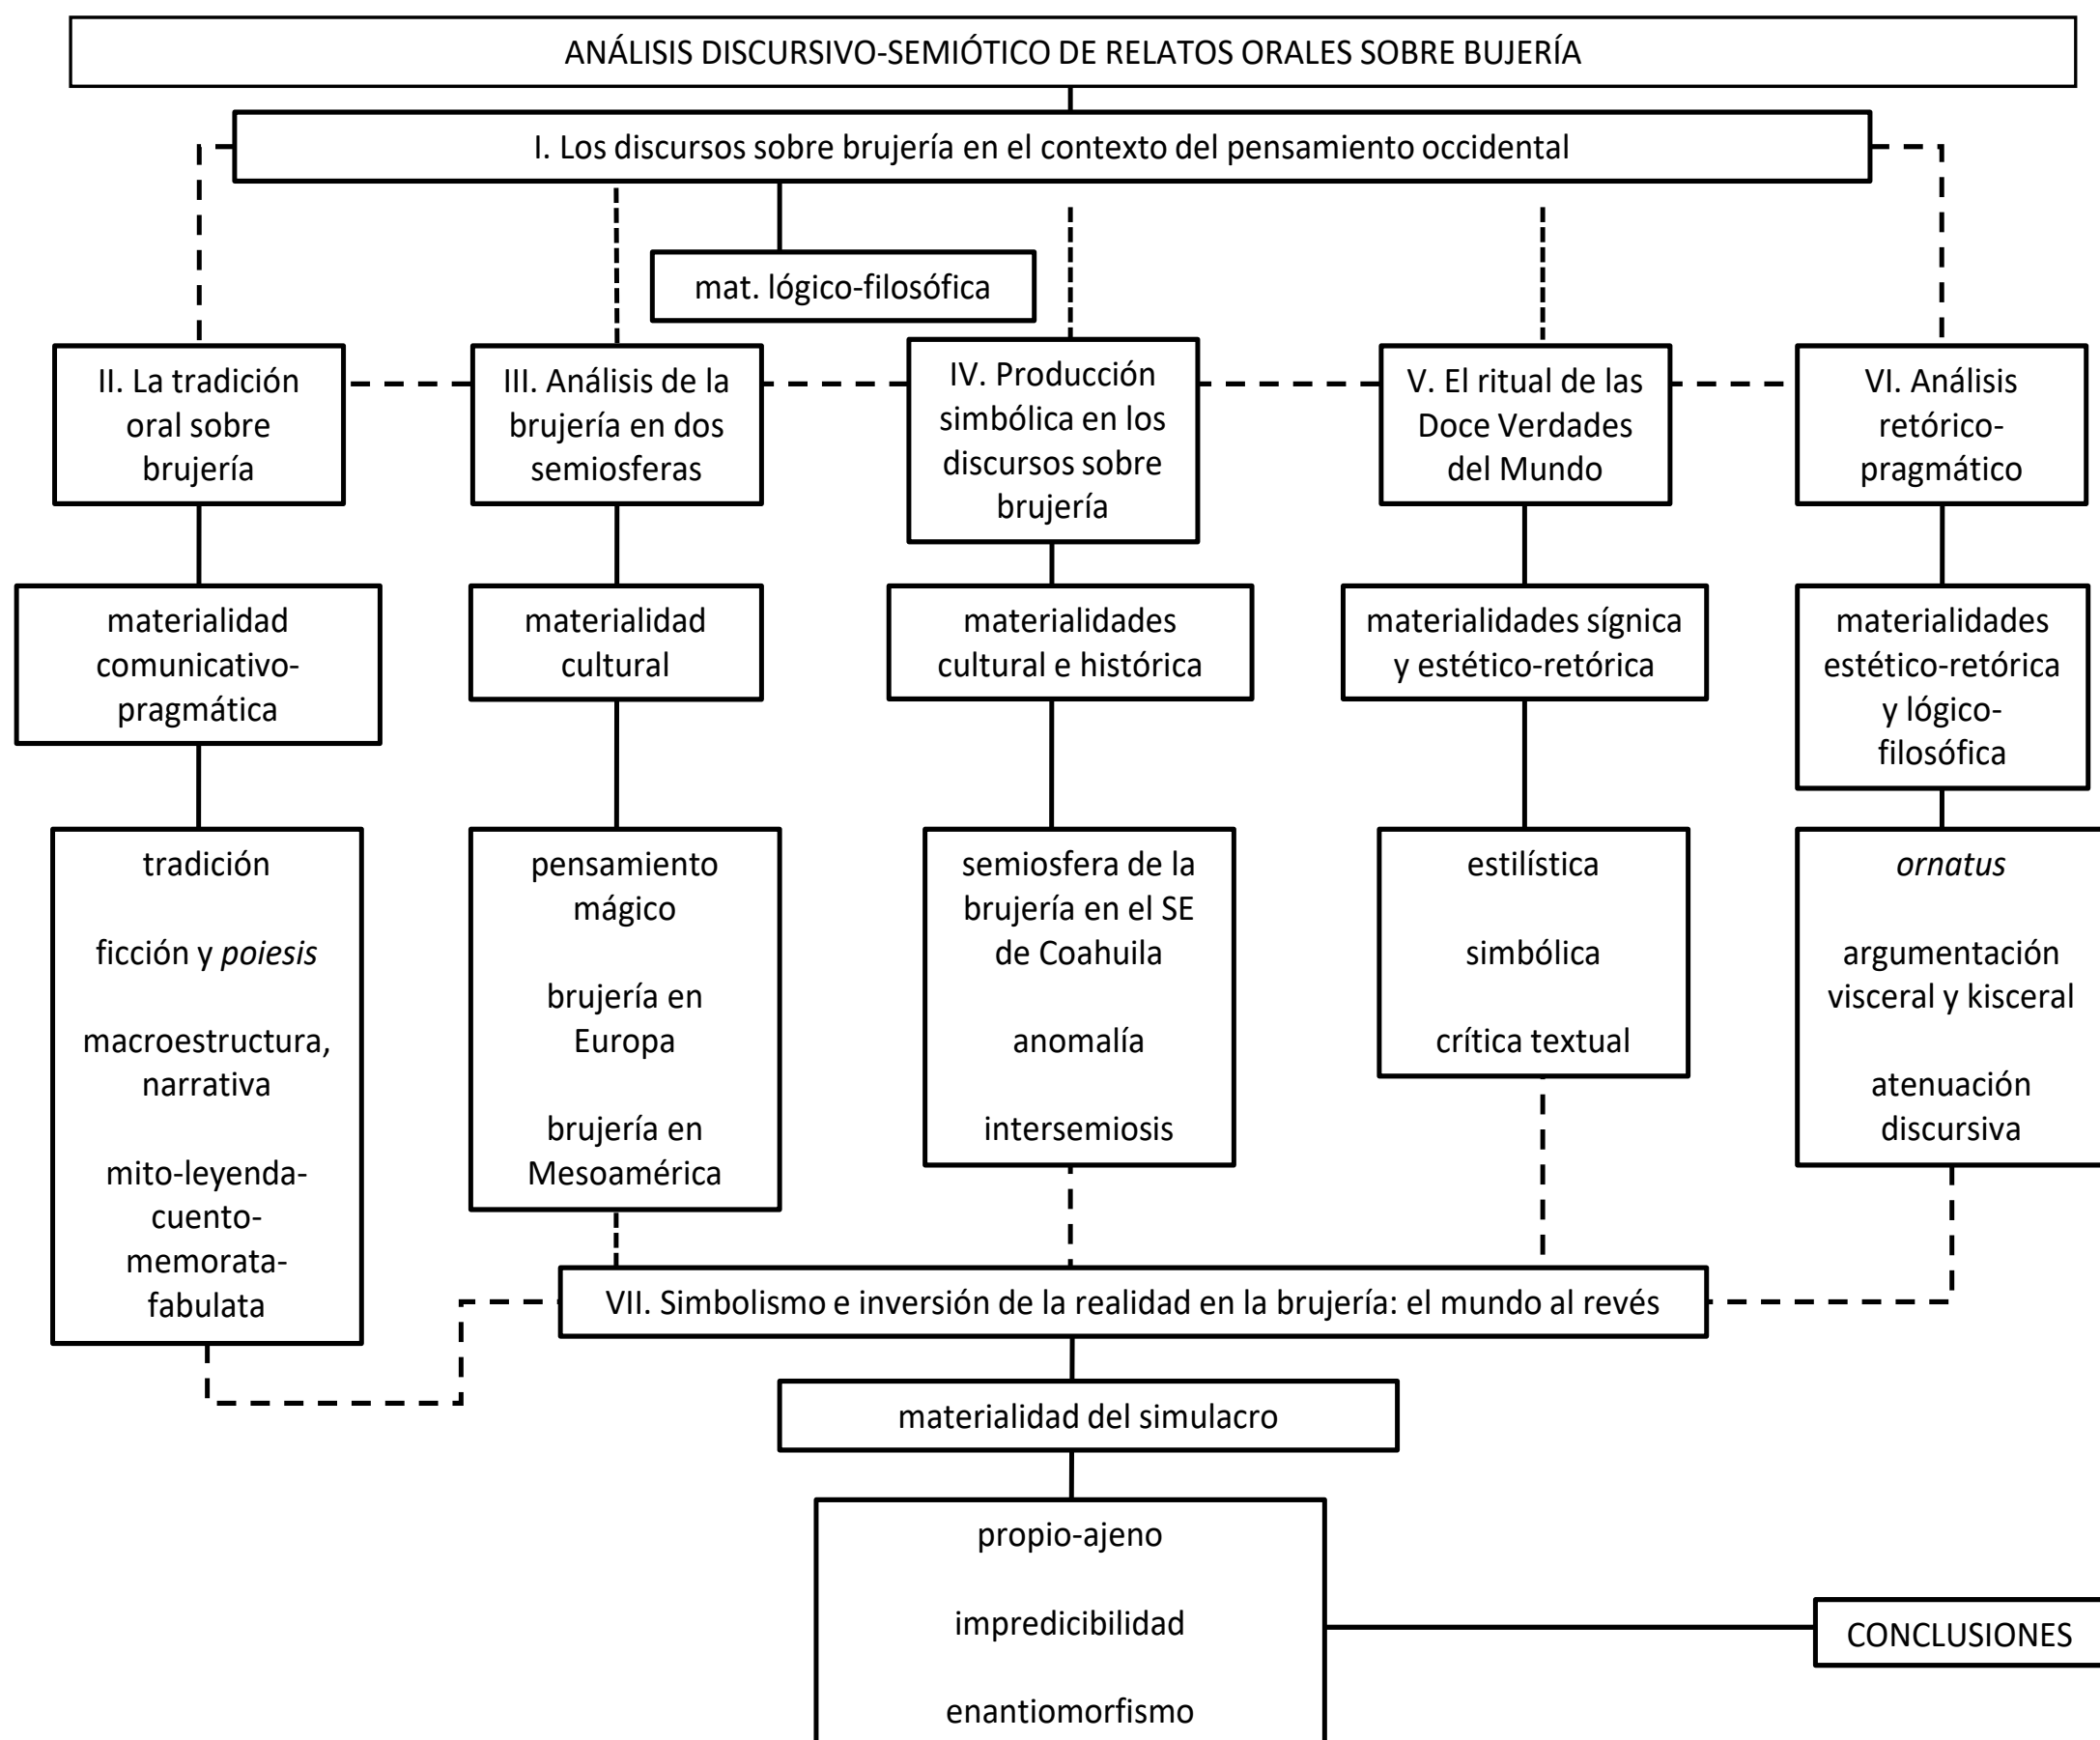 ANÁLISIS DISCURSIVO-SEMIÓTICO DE RELATOS ORALES SOBRE BUJERÍA
I. Los discursos sobre brujería en el contexto del pensamiento occidental
mat. lógico-filosófica
II. La tradición
oral sobre
brujería
III. Análisis de la
brujería en dos
semiosferas
IV. Producción
simbólica en los
discursos sobre
brujería
V. El ritual de las
Doce Verdades
del Mundo
VI. Análisis
retórico-
pragmático
materialidad
comunicativo-
pragmática
materialidad
cultural
materialidades
cultural e histórica
materialidades sígnica
y estético-retórica
materialidades
estético-retórica
y lógico-
filosófica
tradición
ficción y poiesis
macroestructura,
narrativa
mito-leyenda-
cuento-
memorata-
fabulata
pensamiento
mágico
brujería en
Europa
brujería en
Mesoamérica
semiosfera de la
brujería en el SE
de Coahuila
anomalía
intersemiosis
estilística
simbólica
crítica textual
ornatus
argumentación
visceral y kisceral
atenuación
discursiva
VII. Simbolismo e inversión de la realidad en la brujería: el mundo al revés
materialidad del simulacro
propio-ajeno
impredicibilidad
enantiomorfismo
CONCLUSIONES